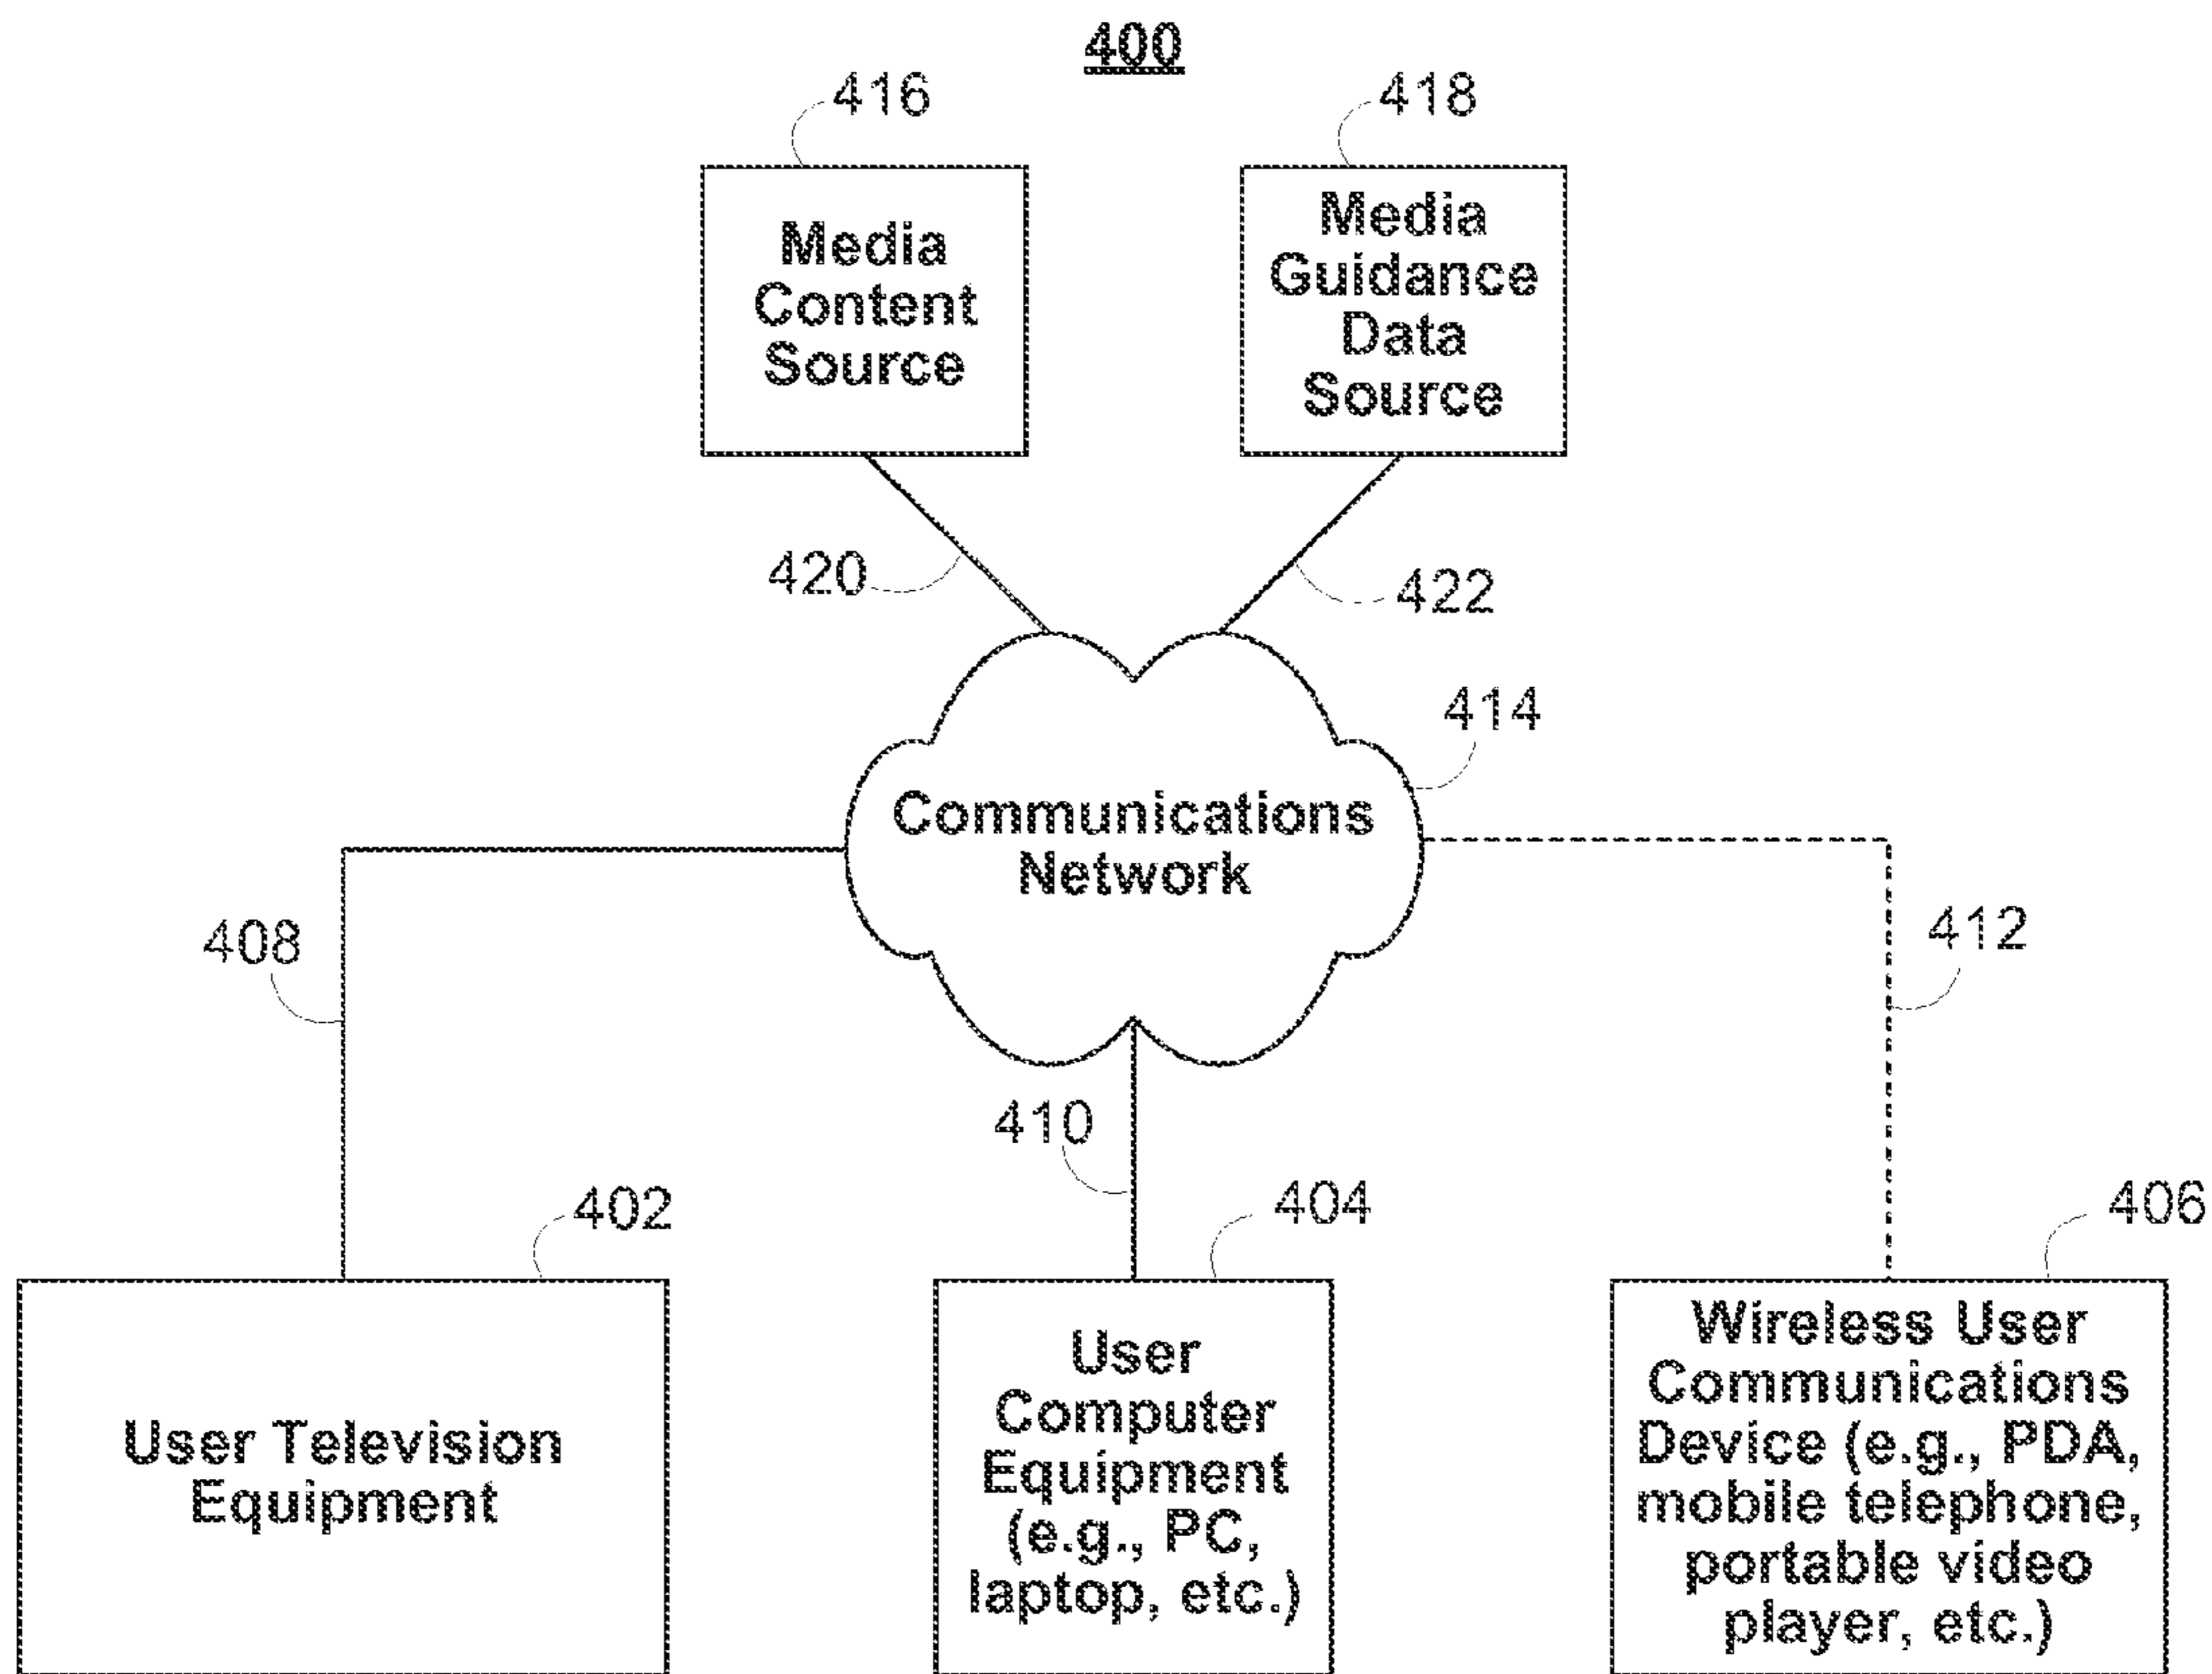 400
416
418
Media
Content
Source
Media
Guidance
Data
Source
420
422
414
Communications
Network
408
412
410
402
404
406
User Television
Equipment
User
Computer
Equipment
(e.g., PC,
laptop, etc.)
Wireless User
Communications
Device (e.g., PDA,
mobile telephone,
portable video
player, etc.)